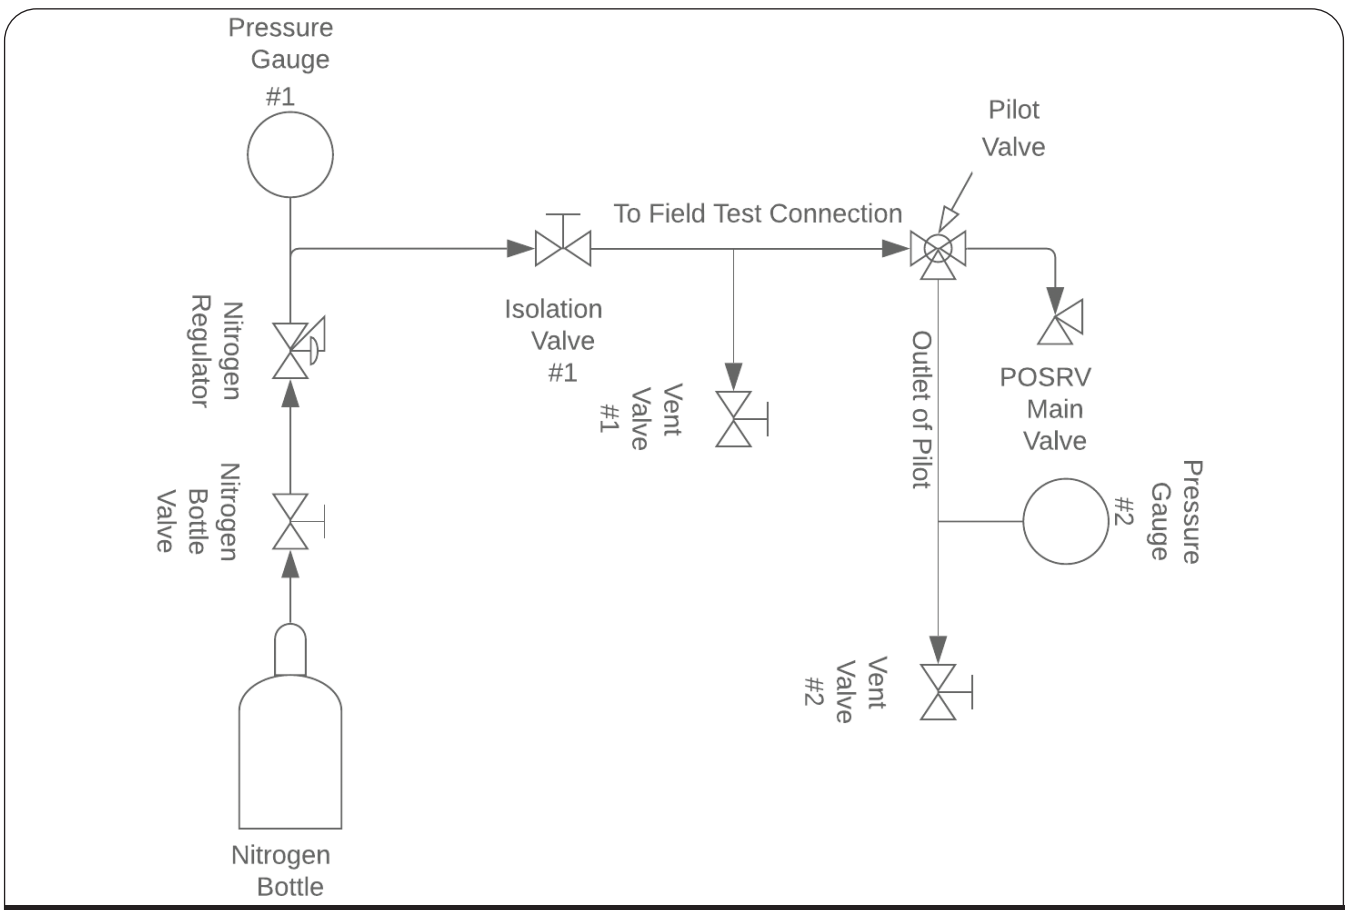 Pressure
Gauge
#1
Pilot
Valve
To Field Test Connection
Isolation
Valve
#1
Nitrogen
Regulator
Vent
Valve
#1
Outlet of Pilot
POSRV
Main
Valve
Pressure
Gauge
#2
Nitrogen
Bottle
Valve
Vent
Valve
#2
Nitrogen
Bottle